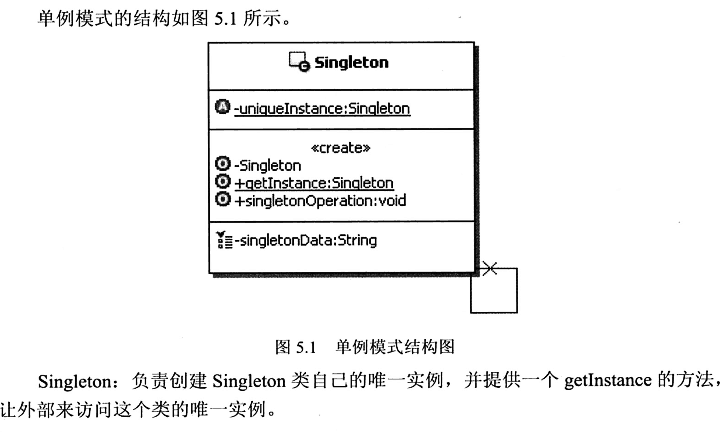 单例模式的结构如图 5.1 所示。
Singleton
-uniqueInstance:Singleton
«create»
-Singleton
+getInstance:Singleton
+singletonOperation:void
-singletonData:String
图 5.1 单例模式结构图
Singleton：负责创建 Singleton 类自己的唯一实例，并提供一个 getInstance 的方法，
让外部来访问这个类的唯一实例。